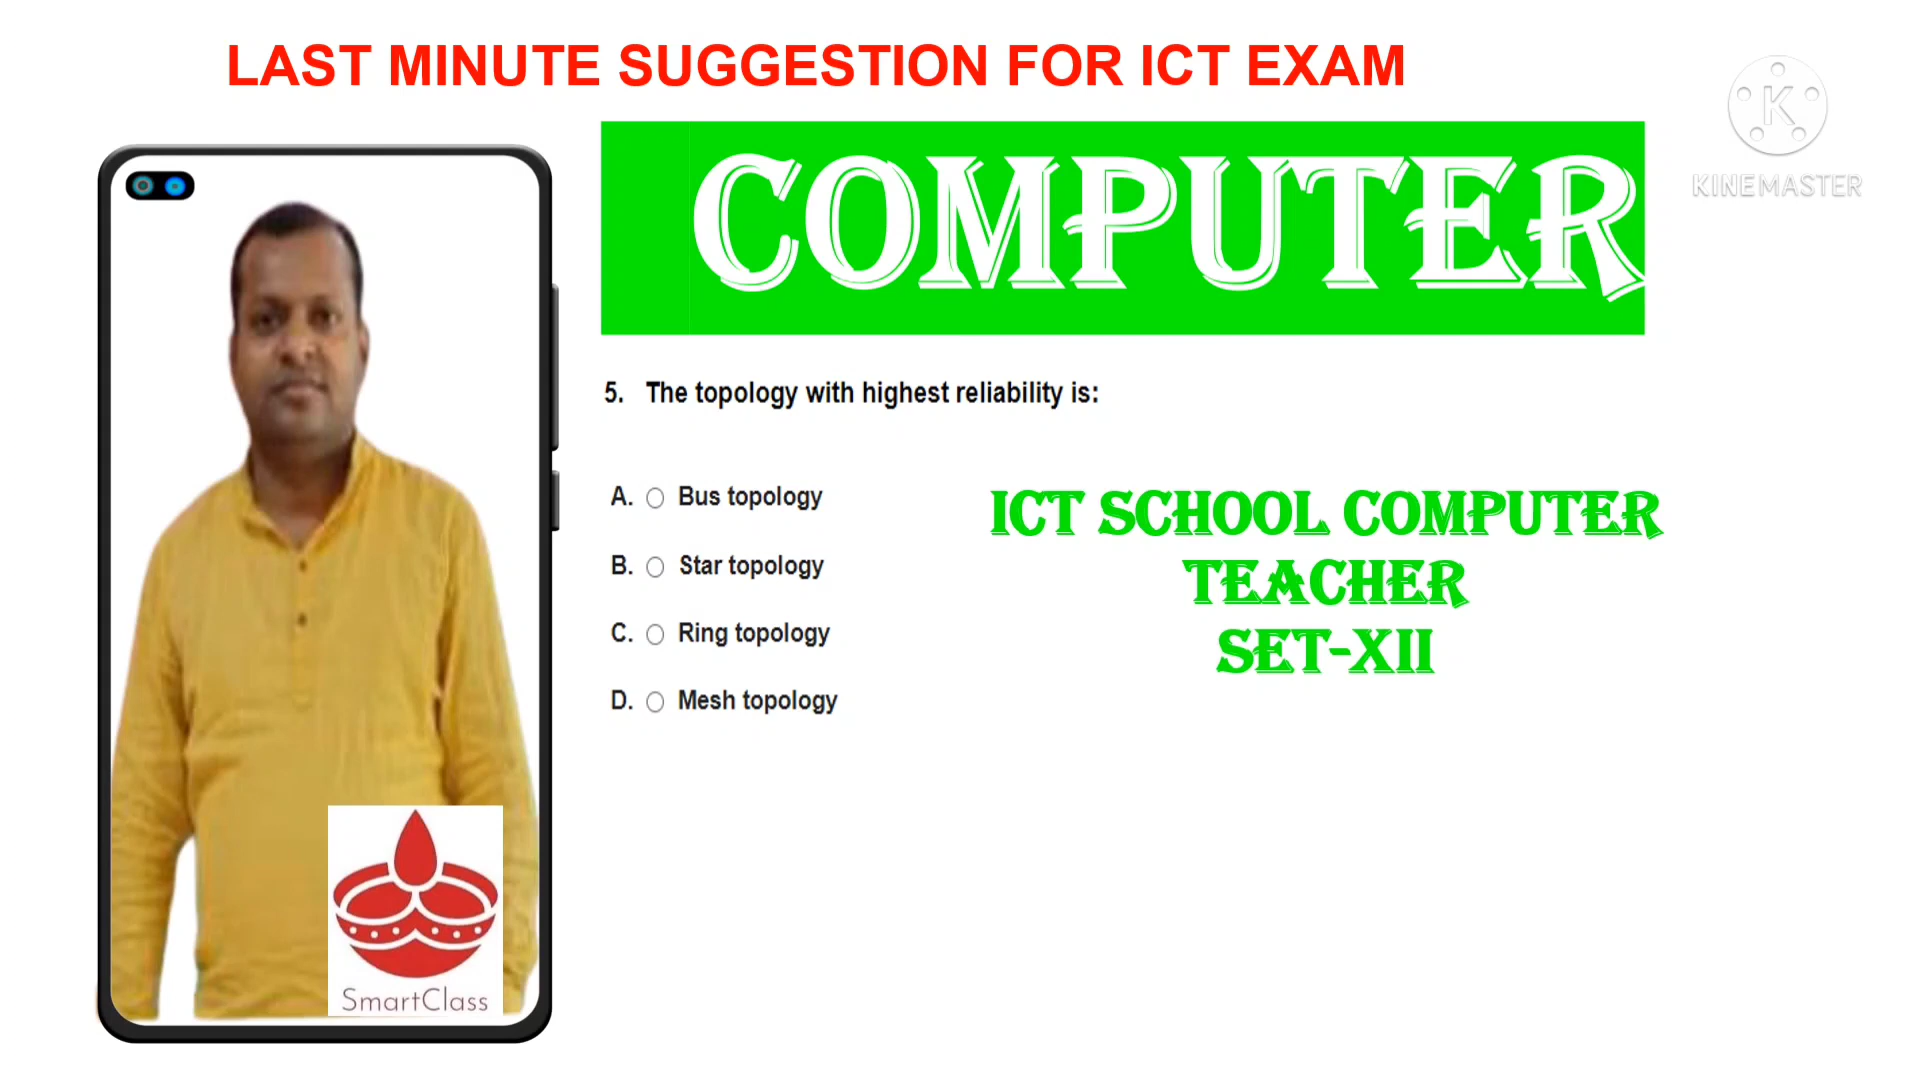 LAST MINUTE SUGGESTION FOR ICT EXAM
K
KINEMASTER
COMPUTER
5. The topology with highest reliability is:
A. Bus topology
B. Star topology
C. Ring topology
D. Mesh topology
ICT SCHOOL COMPUTER
TEACHER
SET-XII
SmartClass